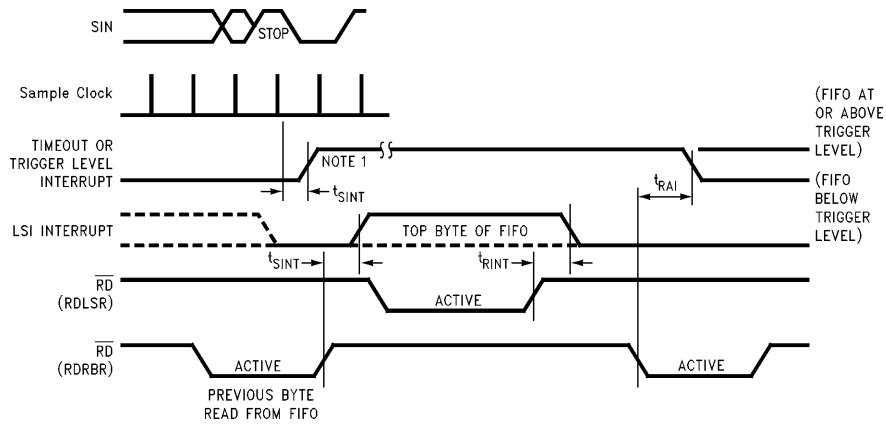 SIN
STOP
Sample Clock
(FIFO AT
OR ABOVE
TRIGGER
LEVEL)
TIMEOUT OR
TRIGGER LEVEL
INTERRUPT
NOTE 1
tSINT
tRAI
(FIFO
BELOW
TRIGGER
LEVEL)
LSI INTERRUPT
TOP BYTE OF FIFO
tSINT
tRINT
RD
(RDLSR)
ACTIVE
RD
(RDRBR)
ACTIVE
ACTIVE
PREVIOUS BYTE
READ FROM FIFO